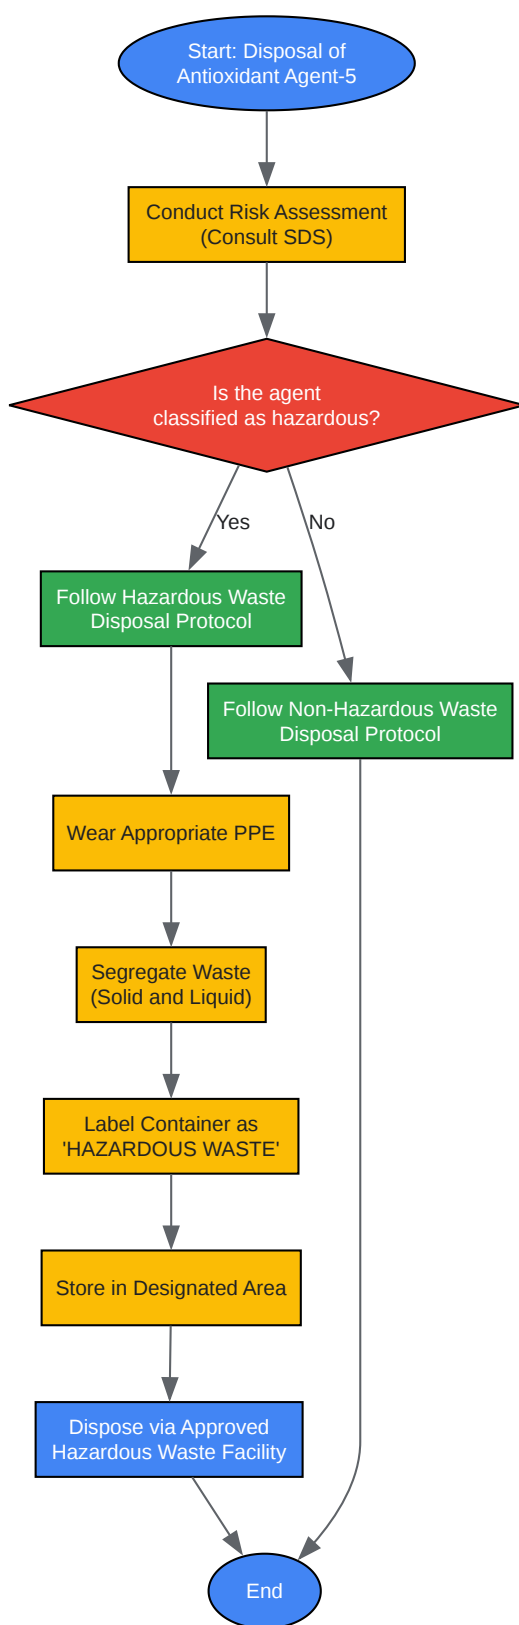 Start: Disposal of
Antioxidant Agent-5
Conduct Risk Assessment
(Consult SDS)
Is the agent
classified as hazardous?
Yes
No
Follow Hazardous Waste
Disposal Protocol
Follow Non-Hazardous Waste
Disposal Protocol
Wear Appropriate PPE
Segregate Waste
(Solid and Liquid)
Label Container as
'HAZARDOUS WASTE'
Store in Designated Area
Dispose via Approved
Hazardous Waste Facility
End